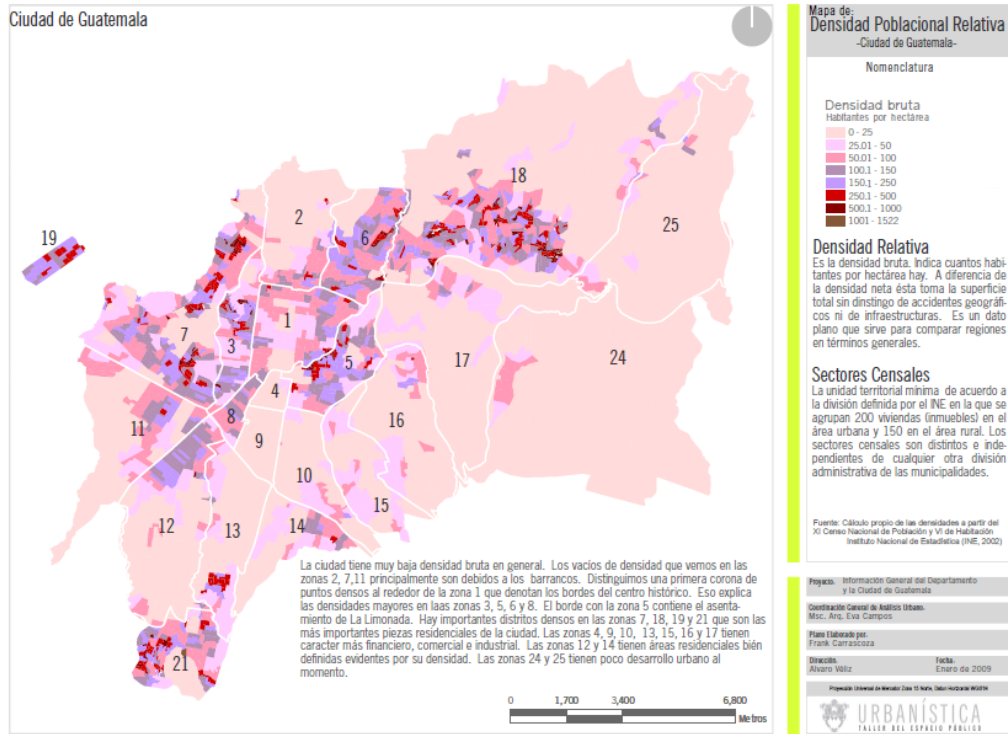 Ciudad de Guatemala
19
2
18
6
25
1
7
3
5
17
24
4
16
8
11
9
10
15
12
13
14
21
La ciudad tiene muy baja densidad bruta en general. Los vacíos de densidad que vemos en las
zonas 2, 7,11 principalmente son debidos a los barrancos. Distinguimos una primera corona de
puntos densos al rededor de la zona 1 que denotan los bordes del centro histórico. Eso explica
las densidades mayores en laas zonas 3, 5, 6 y 8. El borde con la zona 5 contiene el asenta-
miento de La Limonada. Hay importantes distritos densos en las zonas 7, 18, 19 y 21 que son las
más importantes piezas residenciales de la ciudad. Las zonas 4, 9, 10, 13, 15, 16 y 17 tienen
caracter más financiero, comercial e industrial. Las zonas 12 y 14 tienen áreas residenciales bién
definidas evidentes por su densidad. Las zonas 24 y 25 tienen poco desarrollo urbano al
momento.
0 1,700 3,400 6,800
Metros
Mapa de:
Densidad Poblacional Relativa
-Ciudad de Guatemala-
Nomenclatura
Densidad bruta
Habitantes por hectárea
0 - 25
25.01 - 50
50.01 - 100
100.1 - 150
150.1 - 250
250.1 - 500
500.1 - 1000
1001 - 1522
Densidad Relativa
Es la densidad bruta. Indica cuantos habi-
tantes por hectárea hay. A diferencia de
la densidad neta ésta toma la superficie
total sin dinstingo de accidentes geográfi-
cos ni de infraestructuras. Es un dato
plano que sirve para comparar regiones
en términos generales.
Sectores Censales
La unidad territorial mínima de acuerdo a
la división definida por el INE en la que se
agrupan 200 viviendas (inmuebles) en el
área urbana y 150 en el área rural. Los
sectores censales son distintos e inde-
pendientes de cualquier otra división
administrativa de las municipalidades.
Fuente: Cálculo propio de las densidades a partir del
XI Censo Nacional de Población y VI de Habitación
Instituto Nacional de Estadística (INE, 2002)
Proyecto. Información General del Departamento
y la Ciudad de Guatemala
Coordinación General de Análisis Urbano.
Msc. Arq. Eva Campos
Plano Elaborado por.
Frank Carrascoza
Dirección. Fecha.
Alvaro Véliz Enero de 2009
Proyección Universal de Mercator Zona 15 Norte, Datun Horizontal WGS84
URBANÍSTICA
TALLER DEL ESPACIO PÚBLICO